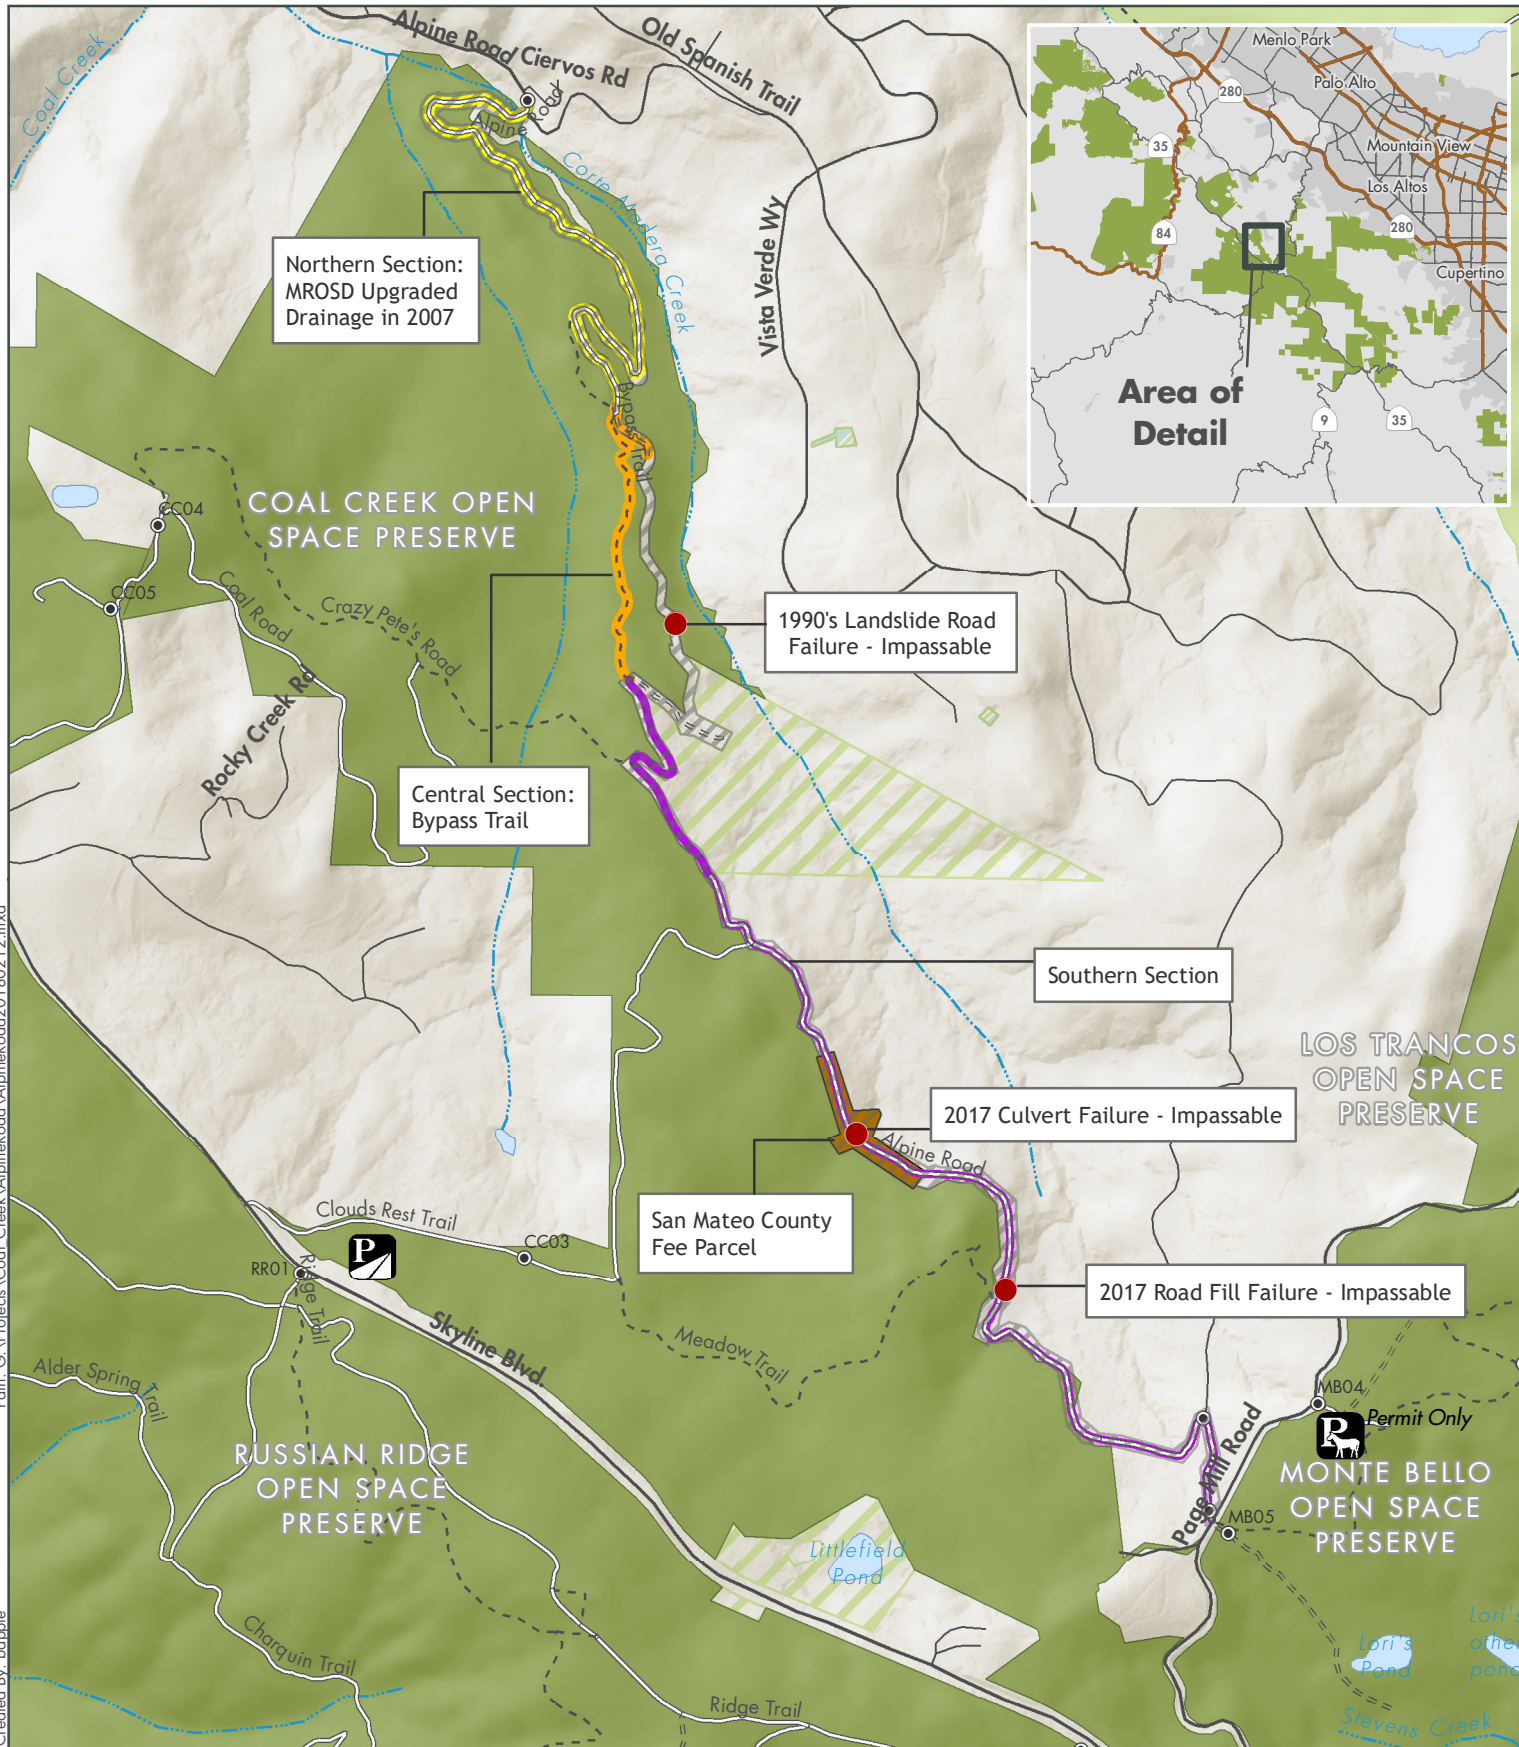 Coal Creek
Alpine Road
Ciervos Rd
Old Spanish Trail
Alpine Road
Corte Madera Creek
Vista Verde Wy
Northern Section:
MROSD Upgraded
Drainage in 2007
Bypass Trail
Menlo Park
Palo Alto
Mountain View
Los Altos
Cupertino
280
35
84
280
9
35
Area of
Detail
COAL CREEK OPEN
SPACE PRESERVE
CC04
CC05
Coal Road
Crazy Pete's Road
Rocky Creek Rd
1990's Landslide Road
Failure - Impassable
Central Section:
Bypass Trail
Southern Section
LOS TRANCOS
OPEN SPACE
PRESERVE
2017 Culvert Failure - Impassable
Alpine Road
San Mateo County
Fee Parcel
2017 Road Fill Failure - Impassable
Clouds Rest Trail
CC03
P
RR01
Ridge Trail
Skyline Blvd.
Meadow Trail
Alder Spring Trail
RUSSIAN RIDGE
OPEN SPACE
PRESERVE
MB04
P
Permit Only
Page Mill Road
MB05
MONTE BELLO
OPEN SPACE
PRESERVE
Littlefield
Pond
Charquin Trail
Ridge Trail
Lori's
Pond
Lori's
other
pond
Stevens Creek
Created By: bapple